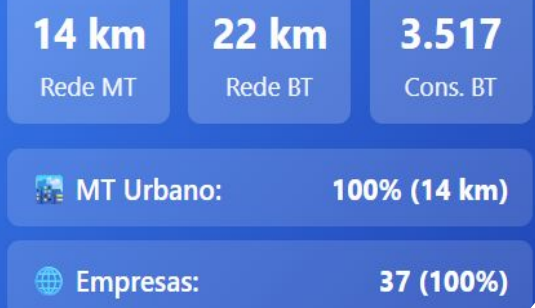 14 km 22 km 3.517
Rede MT Rede BT Cons. BT
MT Urbano: 100% (14 km)
Empresas: 37 (100%)